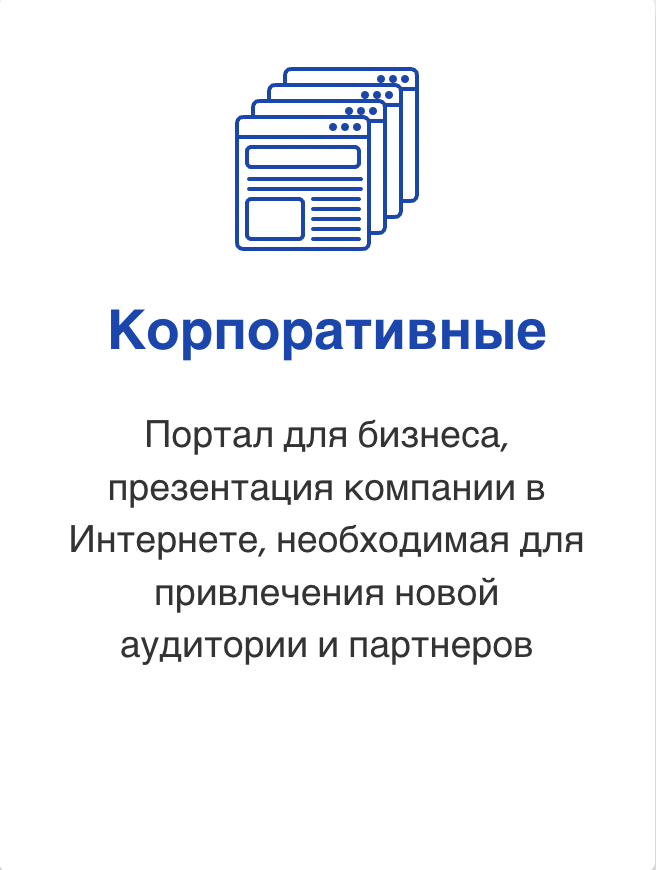 Корпоративные
Портал для бизнеса,
презентация компании в
Интернете, необходимая для
привлечения новой
аудитории и партнеров